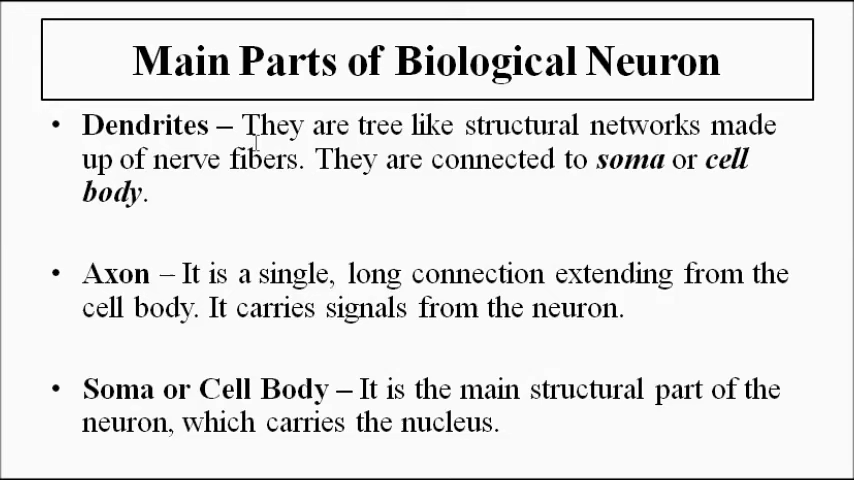 Main Parts of Biological Neuron
• Dendrites – They are tree like structural networks made
up of nerve fibers. They are connected to soma or cell
body.
• Axon – It is a single, long connection extending from the
cell body. It carries signals from the neuron.
• Soma or Cell Body – It is the main structural part of the
neuron, which carries the nucleus.